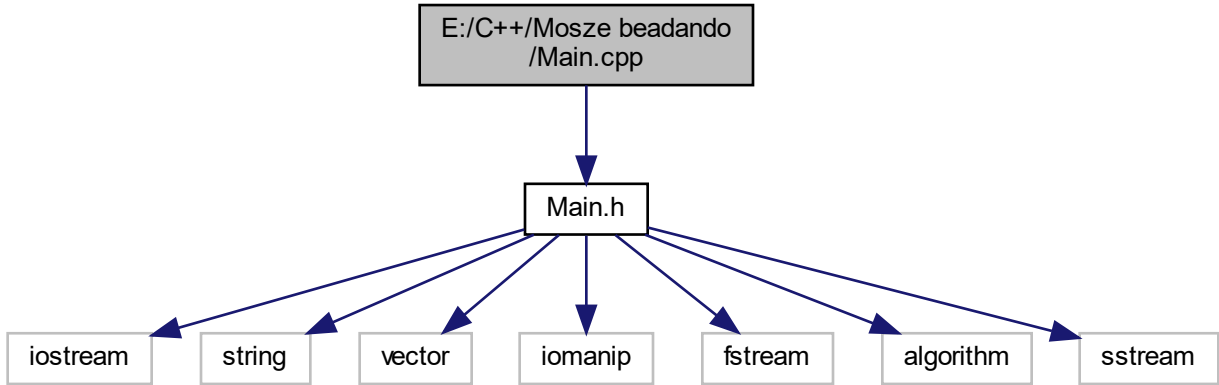 E:/C++/Mosze beadando
/Main.cpp
Main.h
iostream
string
vector
iomanip
fstream
algorithm
sstream